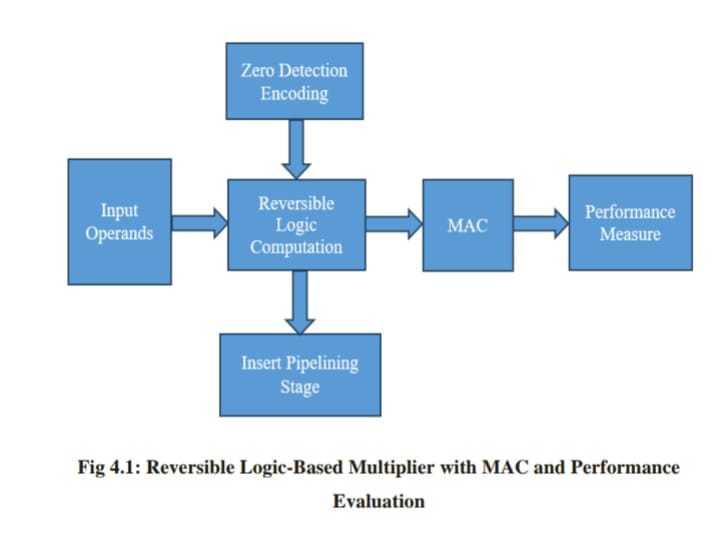 Zero Detection
Encoding
Input
Operands
Reversible
Logic
Computation
MAC
Performance
Measure
Insert Pipelining
Stage
Fig 4.1: Reversible Logic-Based Multiplier with MAC and Performance
Evaluation